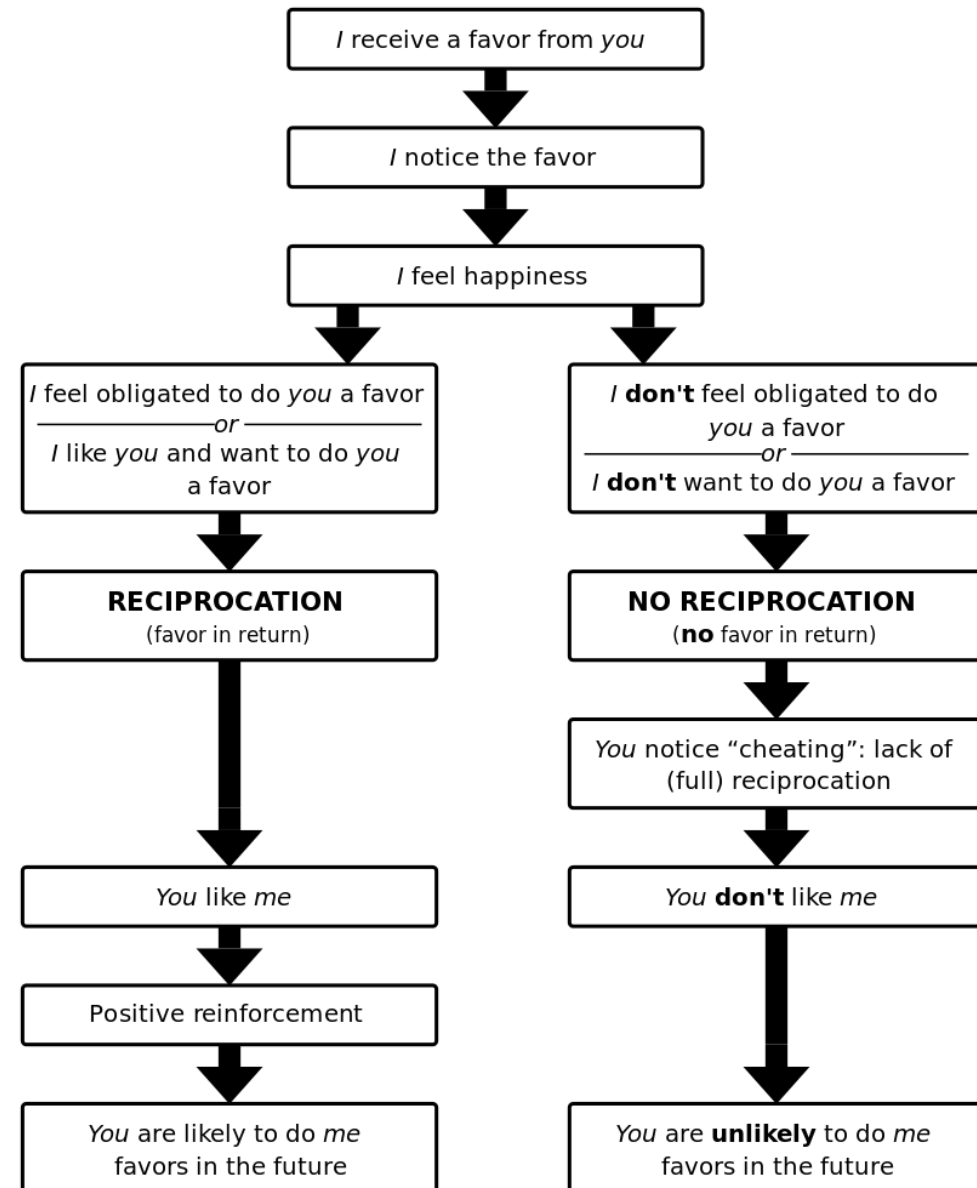 I receive a favor from you
I notice the favor
I feel happiness
I feel obligated to do you a favor
or
I like you and want to do you
a favor
I don't feel obligated to do
you a favor
or
I don't want to do you a favor
RECIPROCATION
(favor in return)
NO RECIPROCATION
(no favor in return)
You notice “cheating”: lack of
(full) reciprocation
You like me
You don't like me
Positive reinforcement
You are likely to do me
favors in the future
You are unlikely to do me
favors in the future